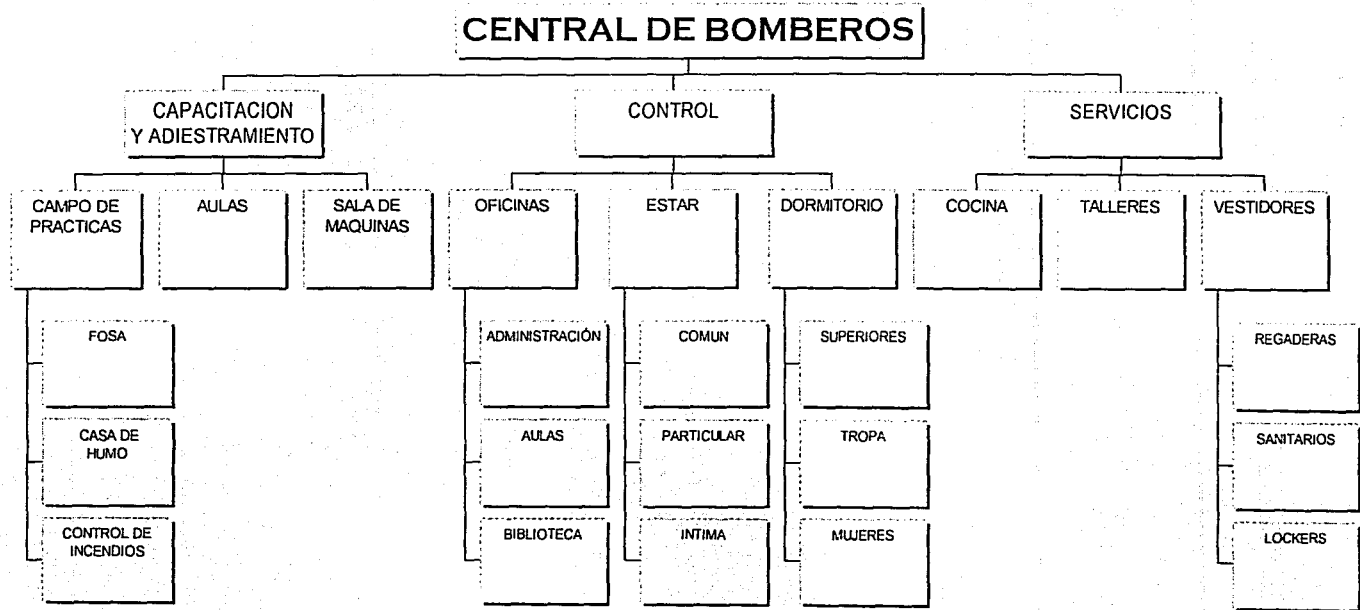 CENTRAL DE BOMBEROS
CAPACITACION
Y ADIESTRAMIENTO
CONTROL
SERVICIOS
CAMPO DE
PRACTICAS
AULAS
SALA DE
MAQUINAS
OFICINAS
ESTAR
DORMITORIO
COCINA
TALLERES
VESTIDORES
FOSA
CASA DE
HUMO
CONTROL DE
INCENDIOS
ADMINISTRACIÓN
AULAS
BIBLIOTECA
COMUN
PARTICULAR
INTIMA
SUPERIORES
TROPA
MUJERES
REGADERAS
SANITARIOS
LOCKERS